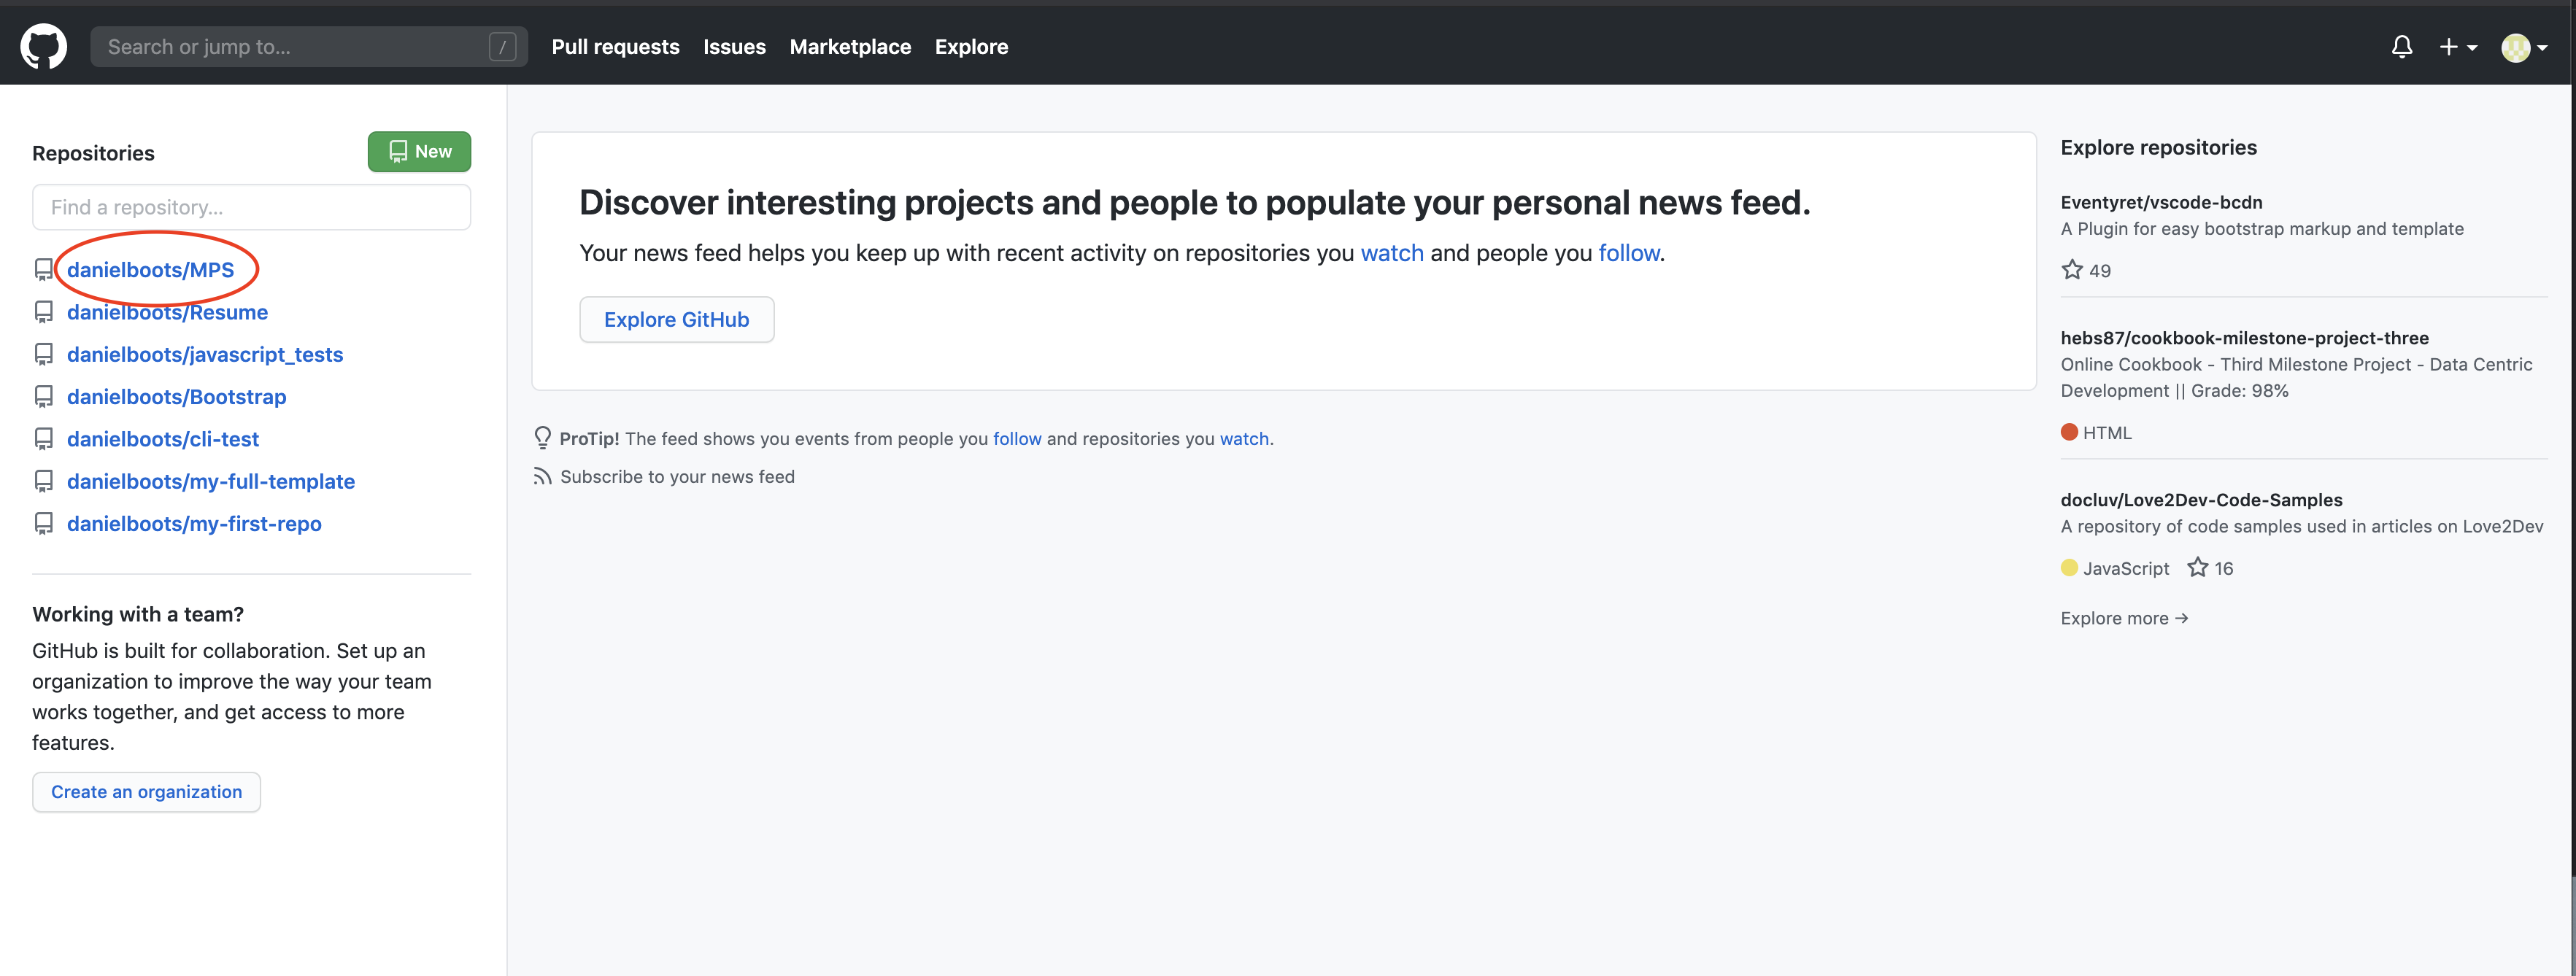 Search or jump to... /
Pull requests Issues Marketplace Explore
Repositories
New
Find a repository...
danielboots/MPS
danielboots/Resume
danielboots/javascript_tests
danielboots/Bootstrap
danielboots/cli-test
danielboots/my-full-template
danielboots/my-first-repo
Working with a team?
GitHub is built for collaboration. Set up an
organization to improve the way your team
works together, and get access to more
features.
Create an organization
Discover interesting projects and people to populate your personal news feed.
Your news feed helps you keep up with recent activity on repositories you watch and people you follow.
Explore GitHub
ProTip! The feed shows you events from people you follow and repositories you watch.
Subscribe to your news feed
Explore repositories
Eventyret/vscode-bcdn
A Plugin for easy bootstrap markup and template
49
hebs87/cookbook-milestone-project-three
Online Cookbook - Third Milestone Project - Data Centric
Development || Grade: 98%
HTML
docluv/Love2Dev-Code-Samples
A repository of code samples used in articles on Love2Dev
JavaScript 16
Explore more →